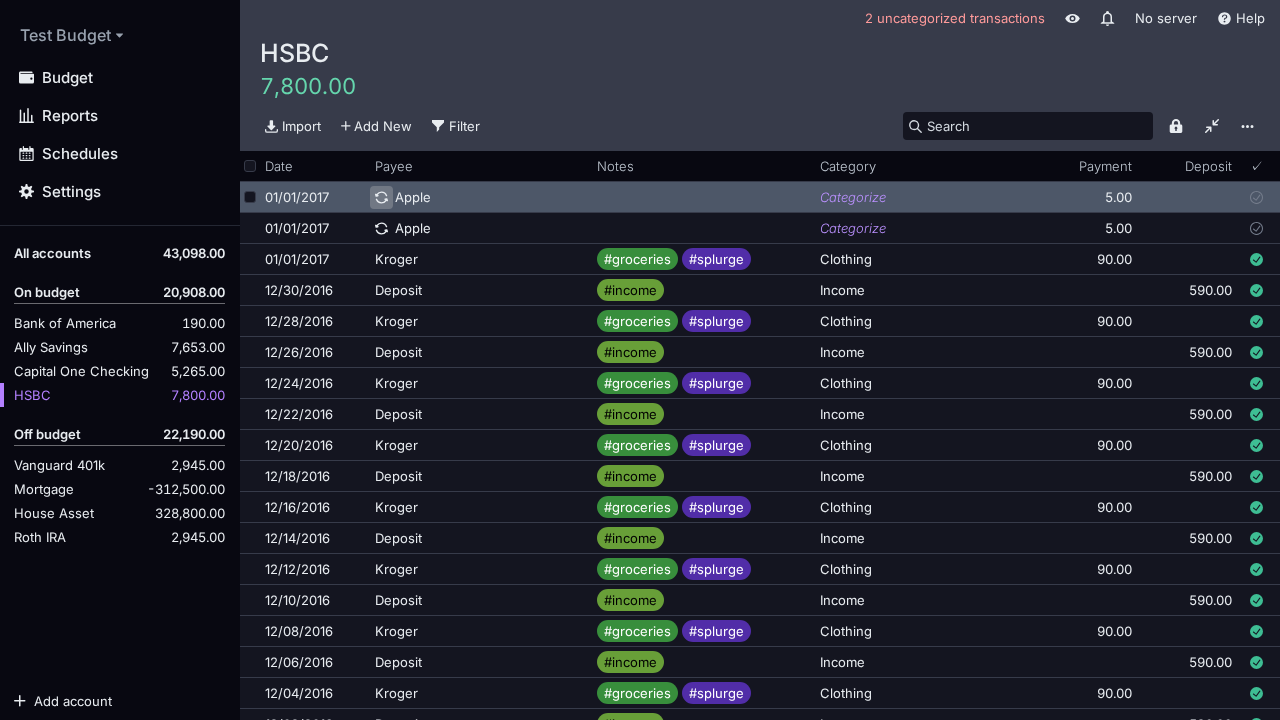 Test Budget
Budget
Reports
Schedules
Settings
All accounts 43,098.00
On budget 20,908.00
Bank of America 190.00
Ally Savings 7,653.00
Capital One Checking 5,265.00
HSBC 7,800.00
Off budget 22,190.00
Vanguard 401k 2,945.00
Mortgage -312,500.00
House Asset 328,800.00
Roth IRA 2,945.00
Add account
2 uncategorized transactions No server Help
HSBC
7,800.00
Import Add New Filter Search
Date Payee Notes Category Payment Deposit ✓
01/01/2017 Apple Categorize 5.00
01/01/2017 Apple Categorize 5.00
01/01/2017 Kroger #groceries #splurge Clothing 90.00
12/30/2016 Deposit #income Income 590.00
12/28/2016 Kroger #groceries #splurge Clothing 90.00
12/26/2016 Deposit #income Income 590.00
12/24/2016 Kroger #groceries #splurge Clothing 90.00
12/22/2016 Deposit #income Income 590.00
12/20/2016 Kroger #groceries #splurge Clothing 90.00
12/18/2016 Deposit #income Income 590.00
12/16/2016 Kroger #groceries #splurge Clothing 90.00
12/14/2016 Deposit #income Income 590.00
12/12/2016 Kroger #groceries #splurge Clothing 90.00
12/10/2016 Deposit #income Income 590.00
12/08/2016 Kroger #groceries #splurge Clothing 90.00
12/06/2016 Deposit #income Income 590.00
12/04/2016 Kroger #groceries #splurge Clothing 90.00